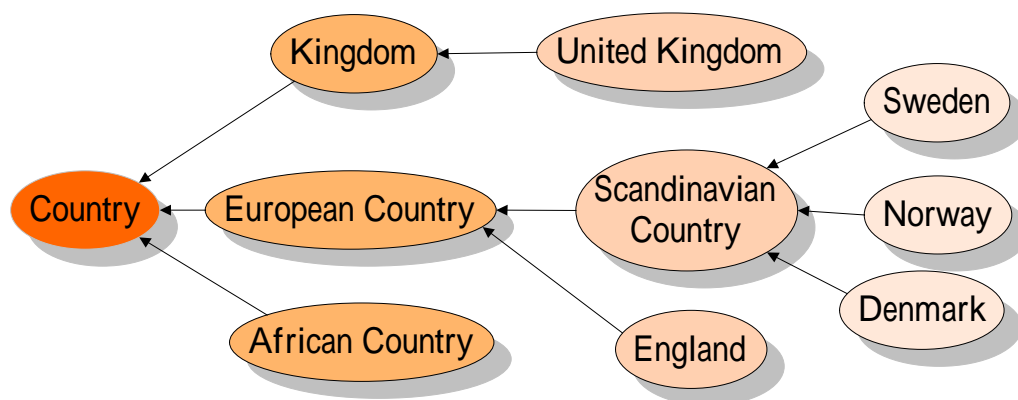 Kingdom
United Kingdom
Sweden
Country
European Country
Scandinavian
Country
Norway
African Country
England
Denmark